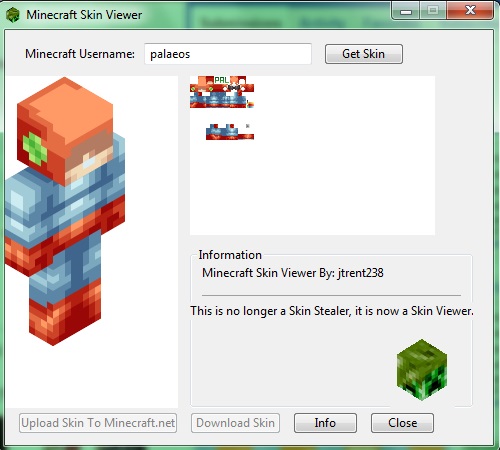 Minecraft Skin Viewer
Minecraft Username: palaeos Get Skin
PAL
Information
Minecraft Skin Viewer By: jtrent238
This is no longer a Skin Stealer, it is now a Skin Viewer.
Upload Skin To Minecraft.net Download Skin Info Close